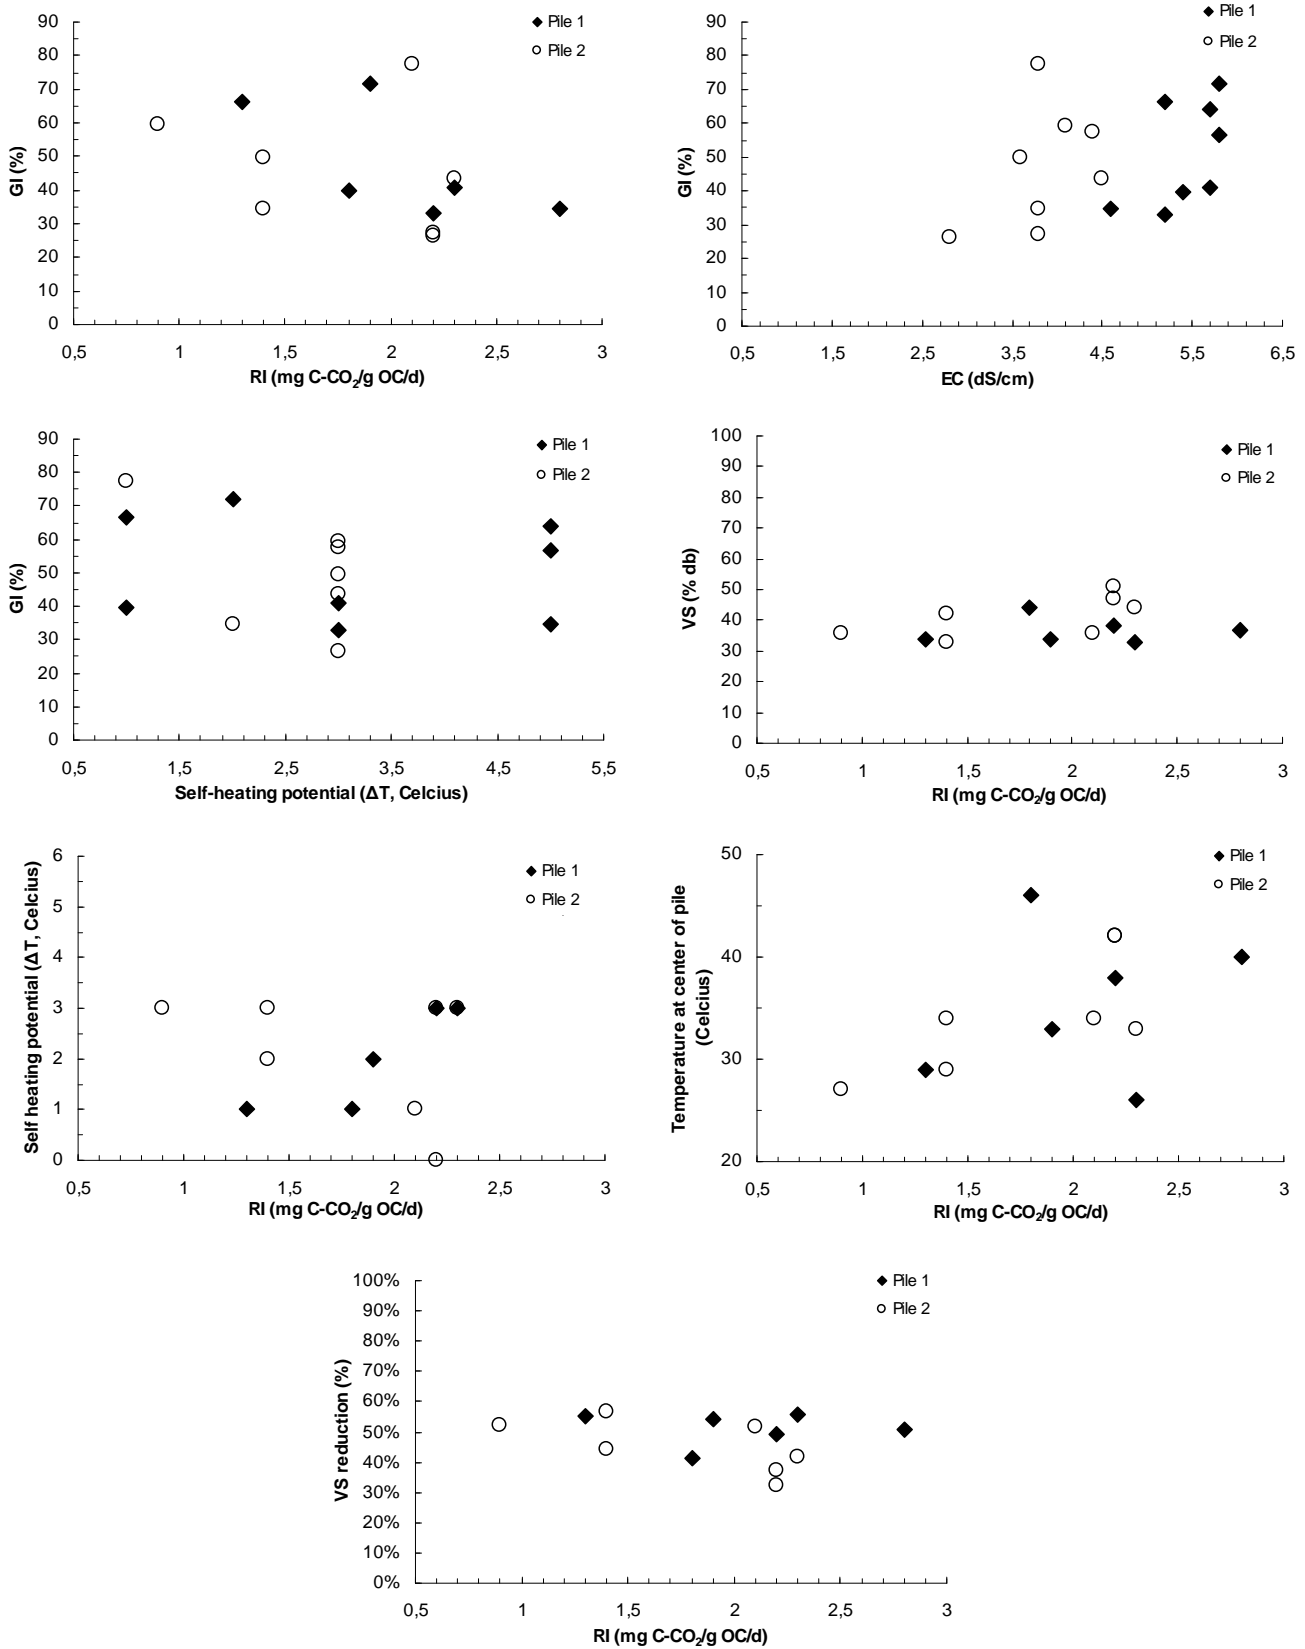 90
80
70
60
50
40
30
20
10
0
GI (%)
Pile 1
Pile 2
0,5 1 1,5 2 2,5 3
RI (mg C-CO₂/g OC/d)
90
80
70
60
50
40
30
20
10
0
GI (%)
Pile 1
Pile 2
0,5 1,5 2,5 3,5 4,5 5,5 6,5
EC (dS/cm)
90
80
70
60
50
40
30
20
10
0
GI (%)
Pile 1
Pile 2
0,5 1,5 2,5 3,5 4,5 5,5
Self-heating potential (ΔT, Celcius)
100
90
80
70
60
50
40
30
20
10
0
VS (% db)
Pile 1
Pile 2
0,5 1 1,5 2 2,5 3
RI (mg C-CO₂/g OC/d)
6
5
4
3
2
1
0
Self heating potential (ΔT, Celcius)
Pile 1
Pile 2
0,5 1 1,5 2 2,5 3
RI (mg C-CO₂/g OC/d)
50
40
30
20
Temperature at center of pile
(Celcius)
Pile 1
Pile 2
0,5 1 1,5 2 2,5 3
RI (mg C-CO₂/g OC/d)
100%
90%
80%
70%
60%
50%
40%
30%
20%
10%
0%
VS reduction (%)
Pile 1
Pile 2
0,5 1 1,5 2 2,5 3
RI (mg C-CO₂/g OC/d)